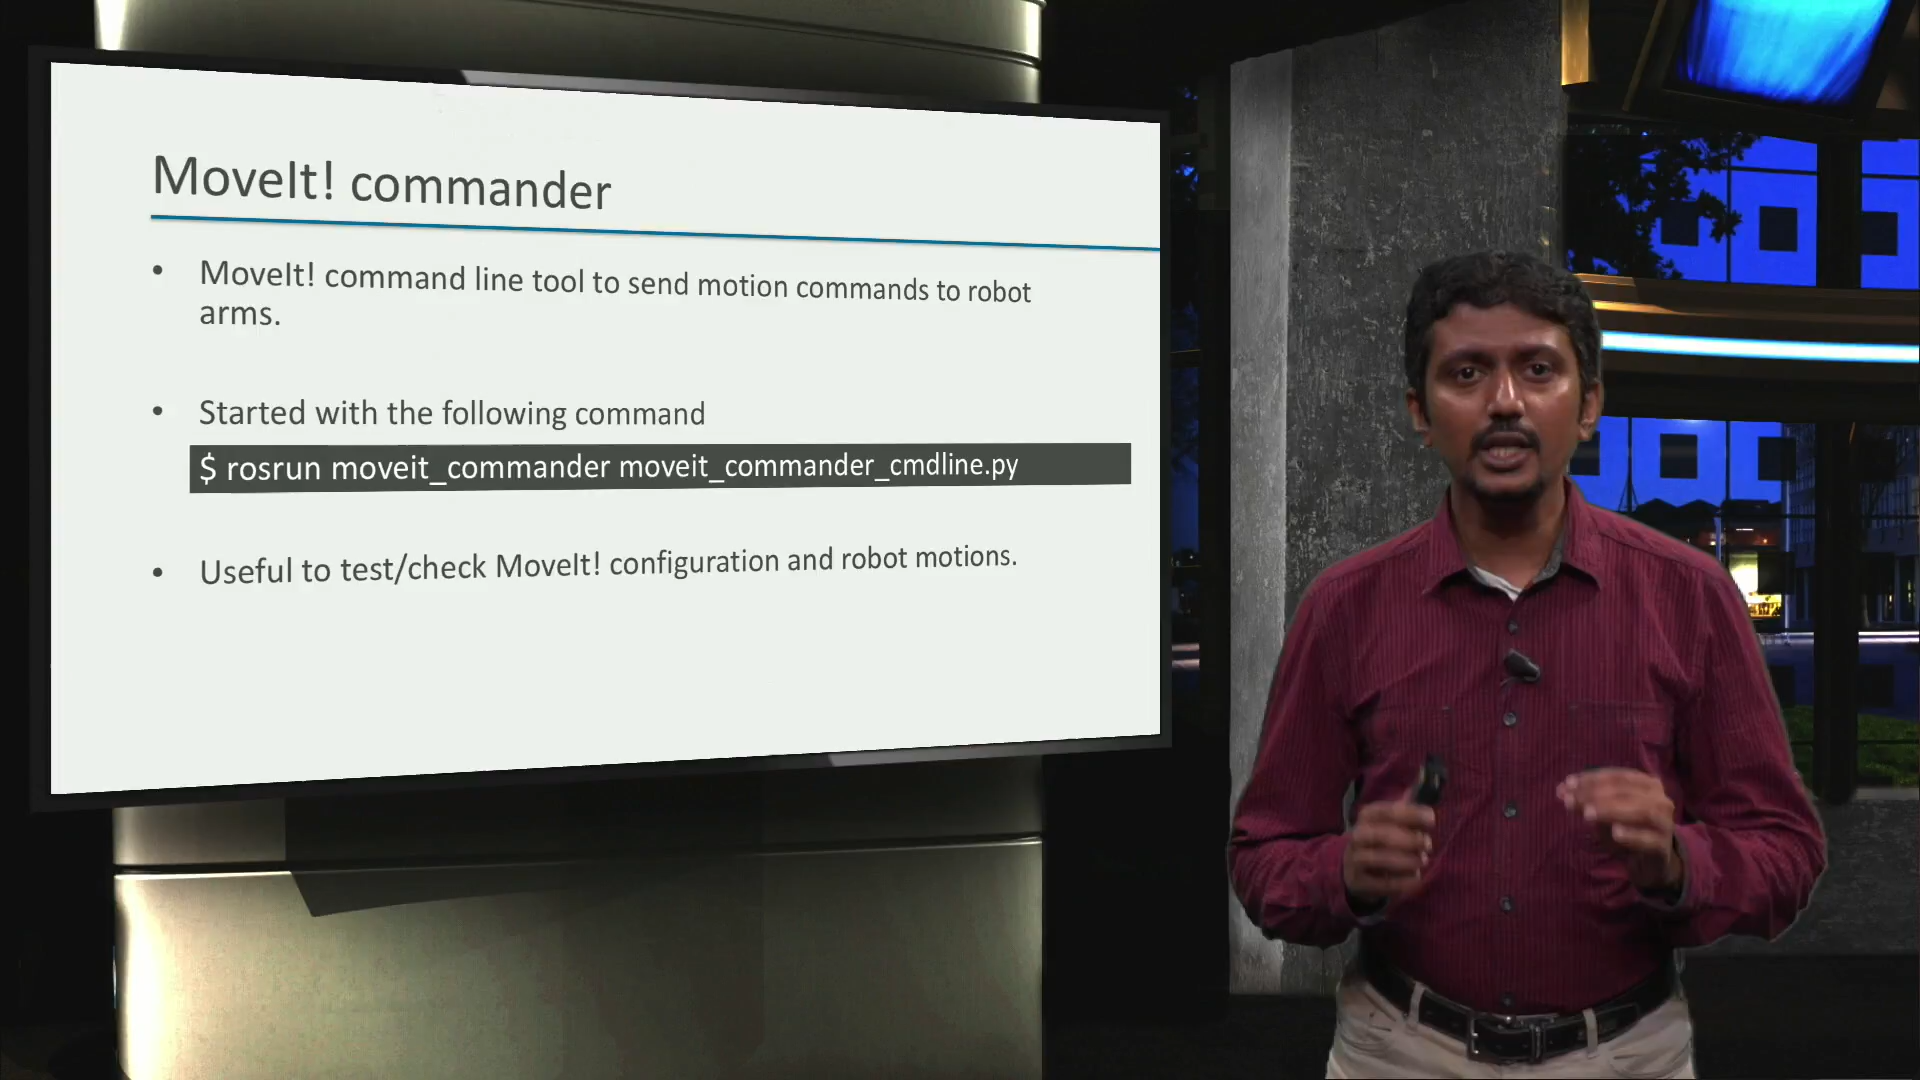 MoveIt! commander
• MoveIt! command line tool to send motion commands to robot
arms.
• Started with the following command
$ rosrun moveit_commander moveit_commander_cmdline.py
• Useful to test/check MoveIt! configuration and robot motions.